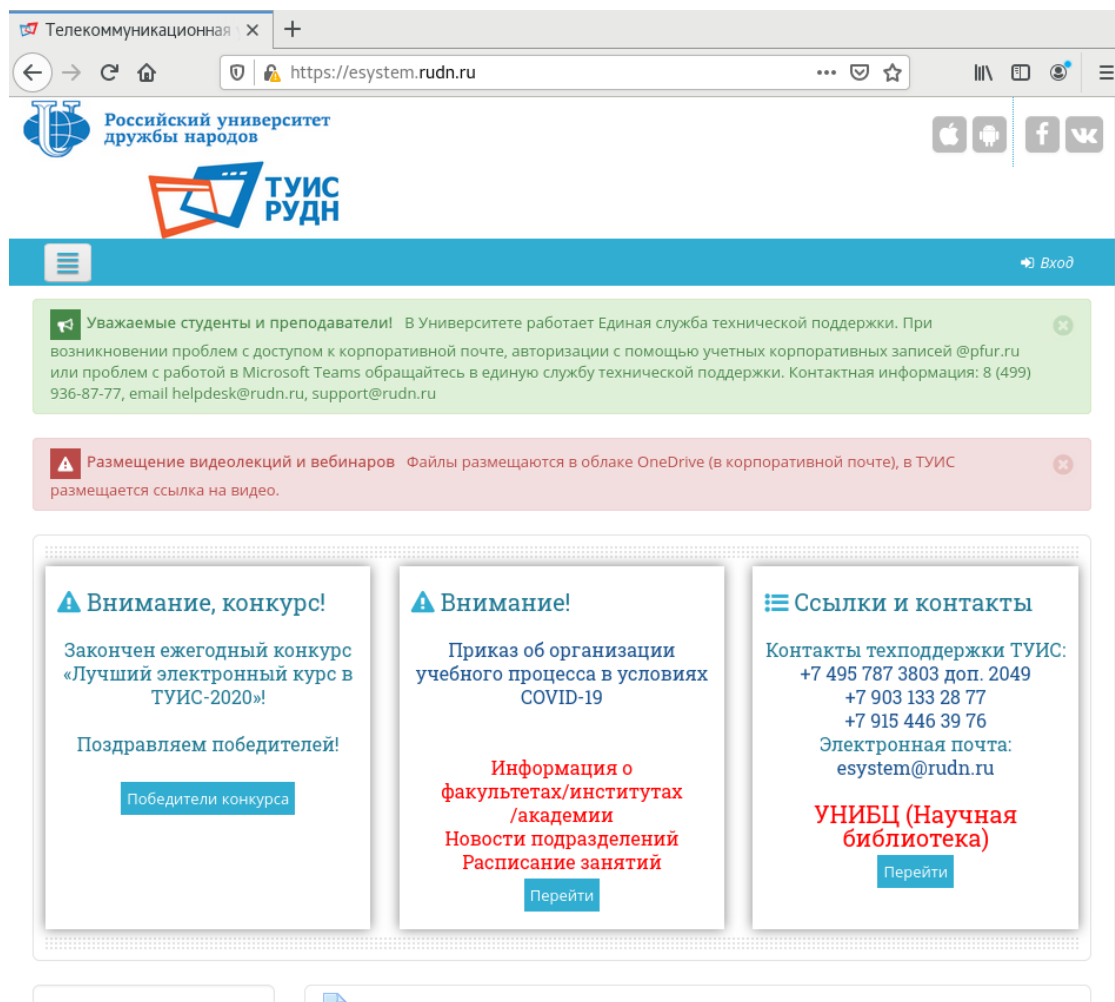 Телекоммуникационная
https://esystem.rudn.ru
Российский университет
дружбы народов
ТУИС
РУДН
Вход
Уважаемые студенты и преподаватели! В Университете работает Единая служба технической поддержки. При
возникновении проблем с доступом к корпоративной почте, авторизации с помощью учетных корпоративных записей @pfur.ru
или проблем с работой в Microsoft Teams обращайтесь в единую службу технической поддержки. Контактная информация: 8 (499)
936-87-77, email helpdesk@rudn.ru, support@rudn.ru
Размещение видеолекций и вебинаров Файлы размещаются в облаке OneDrive (в корпоративной почте), в ТУИС
размещается ссылка на видео.
Внимание, конкурс!
Закончен ежегодный конкурс
«Лучший электронный курс в
ТУИС-2020»!
Поздравляем победителей!
Победители конкурса
Внимание!
Приказ об организации
учебного процесса в условиях
COVID-19
Информация о
факультетах/институтах
/академии
Новости подразделений
Расписание занятий
Перейти
Ссылки и контакты
Контакты техподдержки ТУИС:
+7 495 787 3803 доп. 2049
+7 903 133 28 77
+7 915 446 39 76
Электронная почта:
esystem@rudn.ru
УНИБЦ (Научная
библиотека)
Перейти